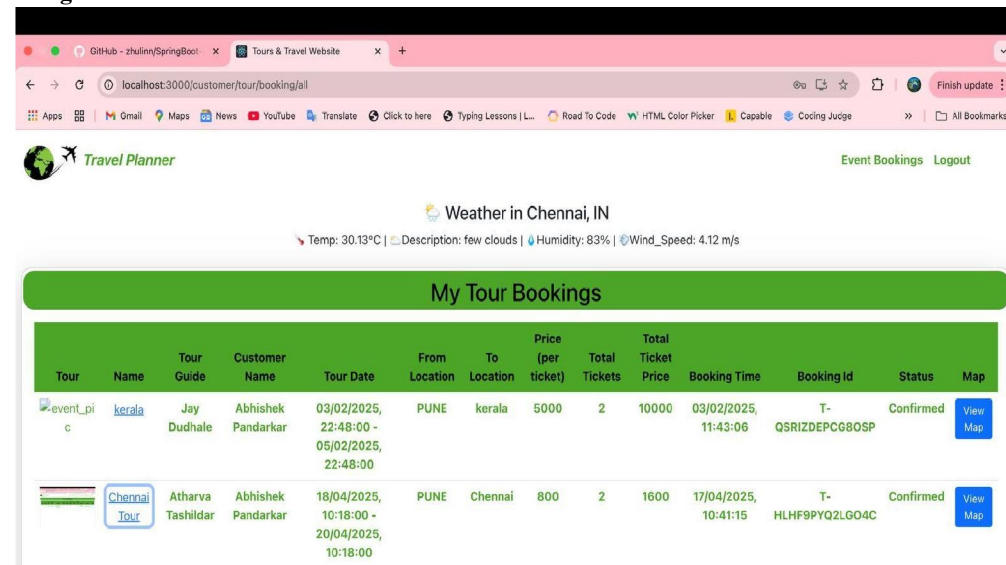 GitHub - zhulinn/SpringBoot-
Tours & Travel Website
localhost:3000/customer/tour/booking/all
Finish update
Apps Gmail Maps News YouTube Translate Click to here Typing Lessons | L... Road To Code HTML Color Picker Capable Coding Judge » All Bookmarks
Travel Planner
Event Bookings Logout
Weather in Chennai, IN
Temp: 30.13°C | Description: few clouds | Humidity: 83% | Wind_Speed: 4.12 m/s
My Tour Bookings
Tour Name Tour Guide Customer Name Tour Date From Location To Location Price (per ticket) Total Tickets Total Ticket Price Booking Time Booking Id Status Map
event_pi
c
kerala
Jay
Dudhale
Abhishek
Pandarkar
03/02/2025,
22:48:00 -
05/02/2025,
22:48:00
PUNE
kerala
5000
2
10000
03/02/2025,
11:43:06
T-
QSRIZDEPCG8OSP
Confirmed
View
Map
Chennai
Tour
Atharva
Tashildar
Abhishek
Pandarkar
18/04/2025,
10:18:00 -
20/04/2025,
10:18:00
PUNE
Chennai
800
2
1600
17/04/2025,
10:41:15
T-
HLHF9PYQ2LGO4C
Confirmed
View
Map